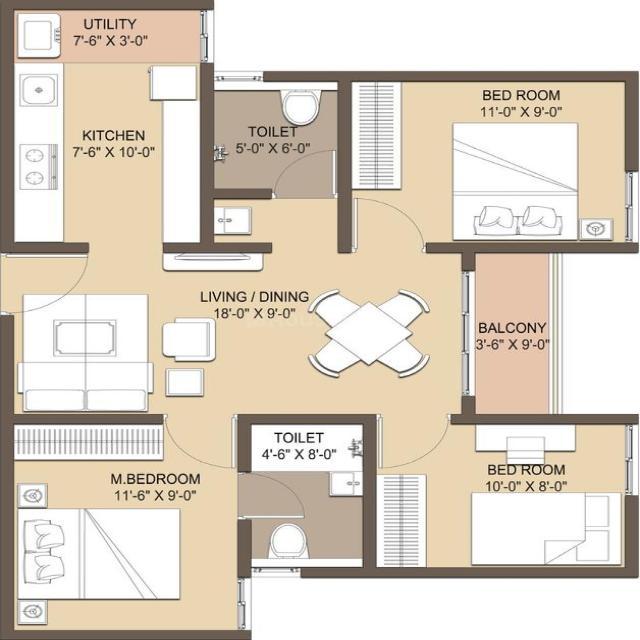 UTILITY
7'-6" X 3'-0"
KITCHEN
7'-6" X 10'-0"
TOILET
5'-0" X 6'-0"
BED ROOM
11'-0" X 9'-0"
LIVING / DINING
18'-0" X 9'-0"
BALCONY
3'-6" X 9'-0"
M.BEDROOM
11'-6" X 9'-0"
TOILET
4'-6" X 8'-0"
BED ROOM
10'-0" X 8'-0"